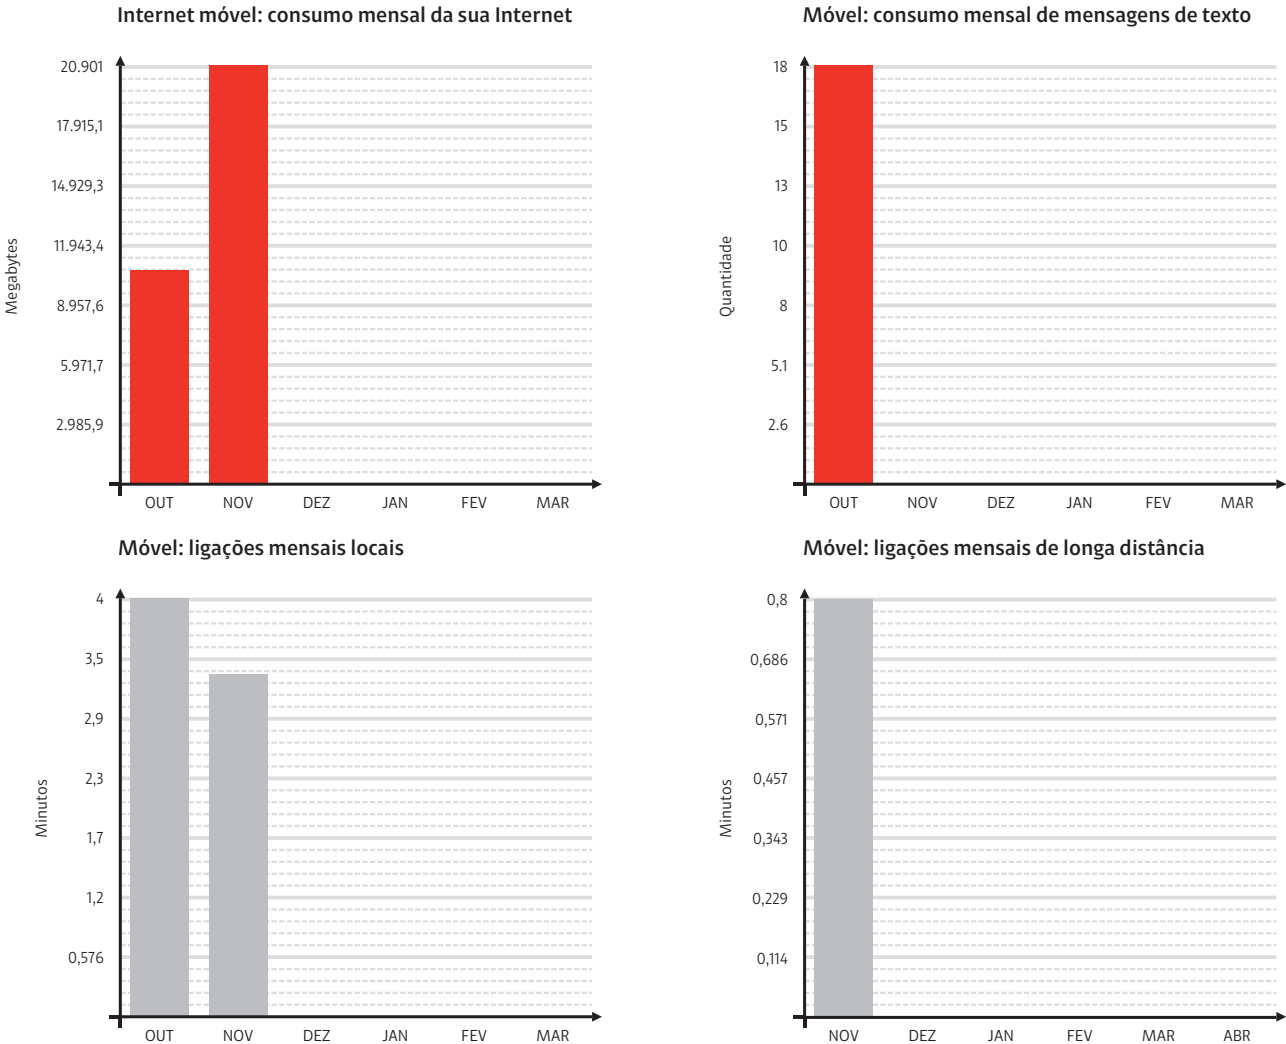 Internet móvel: consumo mensal da sua Internet
Megabytes
20.901
17.915,1
14.929,3
11.943,4
8.957,6
5.971,7
2.985,9
OUT NOV DEZ JAN FEV MAR
Móvel: consumo mensal de mensagens de texto
Quantidade
18
15
13
10
8
5.1
2.6
OUT NOV DEZ JAN FEV MAR
Móvel: ligações mensais locais
Minutos
4
3,5
2,9
2,3
1,7
1,2
0,576
OUT NOV DEZ JAN FEV MAR
Móvel: ligações mensais de longa distância
Minutos
0,8
0,686
0,571
0,457
0,343
0,229
0,114
NOV DEZ JAN FEV MAR ABR